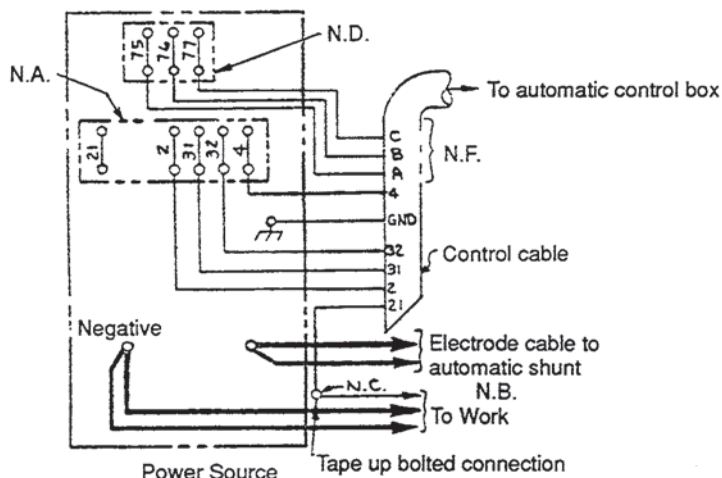 N.D.
75 74 77
N.A.
To automatic control box
C
B
N.F.
A
21 2 31 32 4
4
GND
32
Control cable
31
2
21
Negative
Electrode cable to
automatic shunt
N.C.
N.B.
To Work
Tape up bolted connection
Power Source